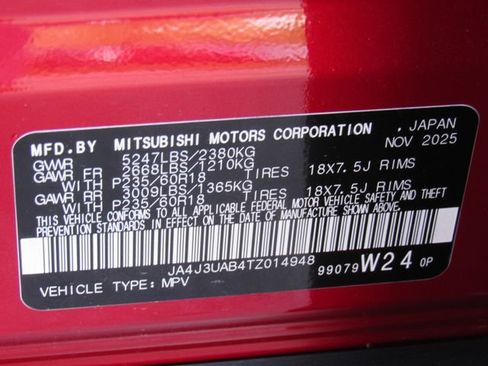 MFD.BY MITSUBISHI MOTORS CORPORATION . JAPAN
NOV 2025
GVWR 5247LBS/2380KG
GAWR FR 2668LBS/1210KG
WITH P235/60R18 TIRES 18X7.5J RIMS
GAWR RR 3009LBS/1365KG
WITH P235/60R18 TIRES 18X7.5J RIMS
THIS VEHICLE CONFORMS TO ALL APPLICABLE FEDERAL MOTOR VEHICLE SAFETY AND THEFT
PREVENTION STANDARDS IN EFFECT ON THE DATE OF MANUFACTURE SHOWN ABOVE.
JA4J3UAB4TZ014948
99079 W24 0P
VEHICLE TYPE: MPV